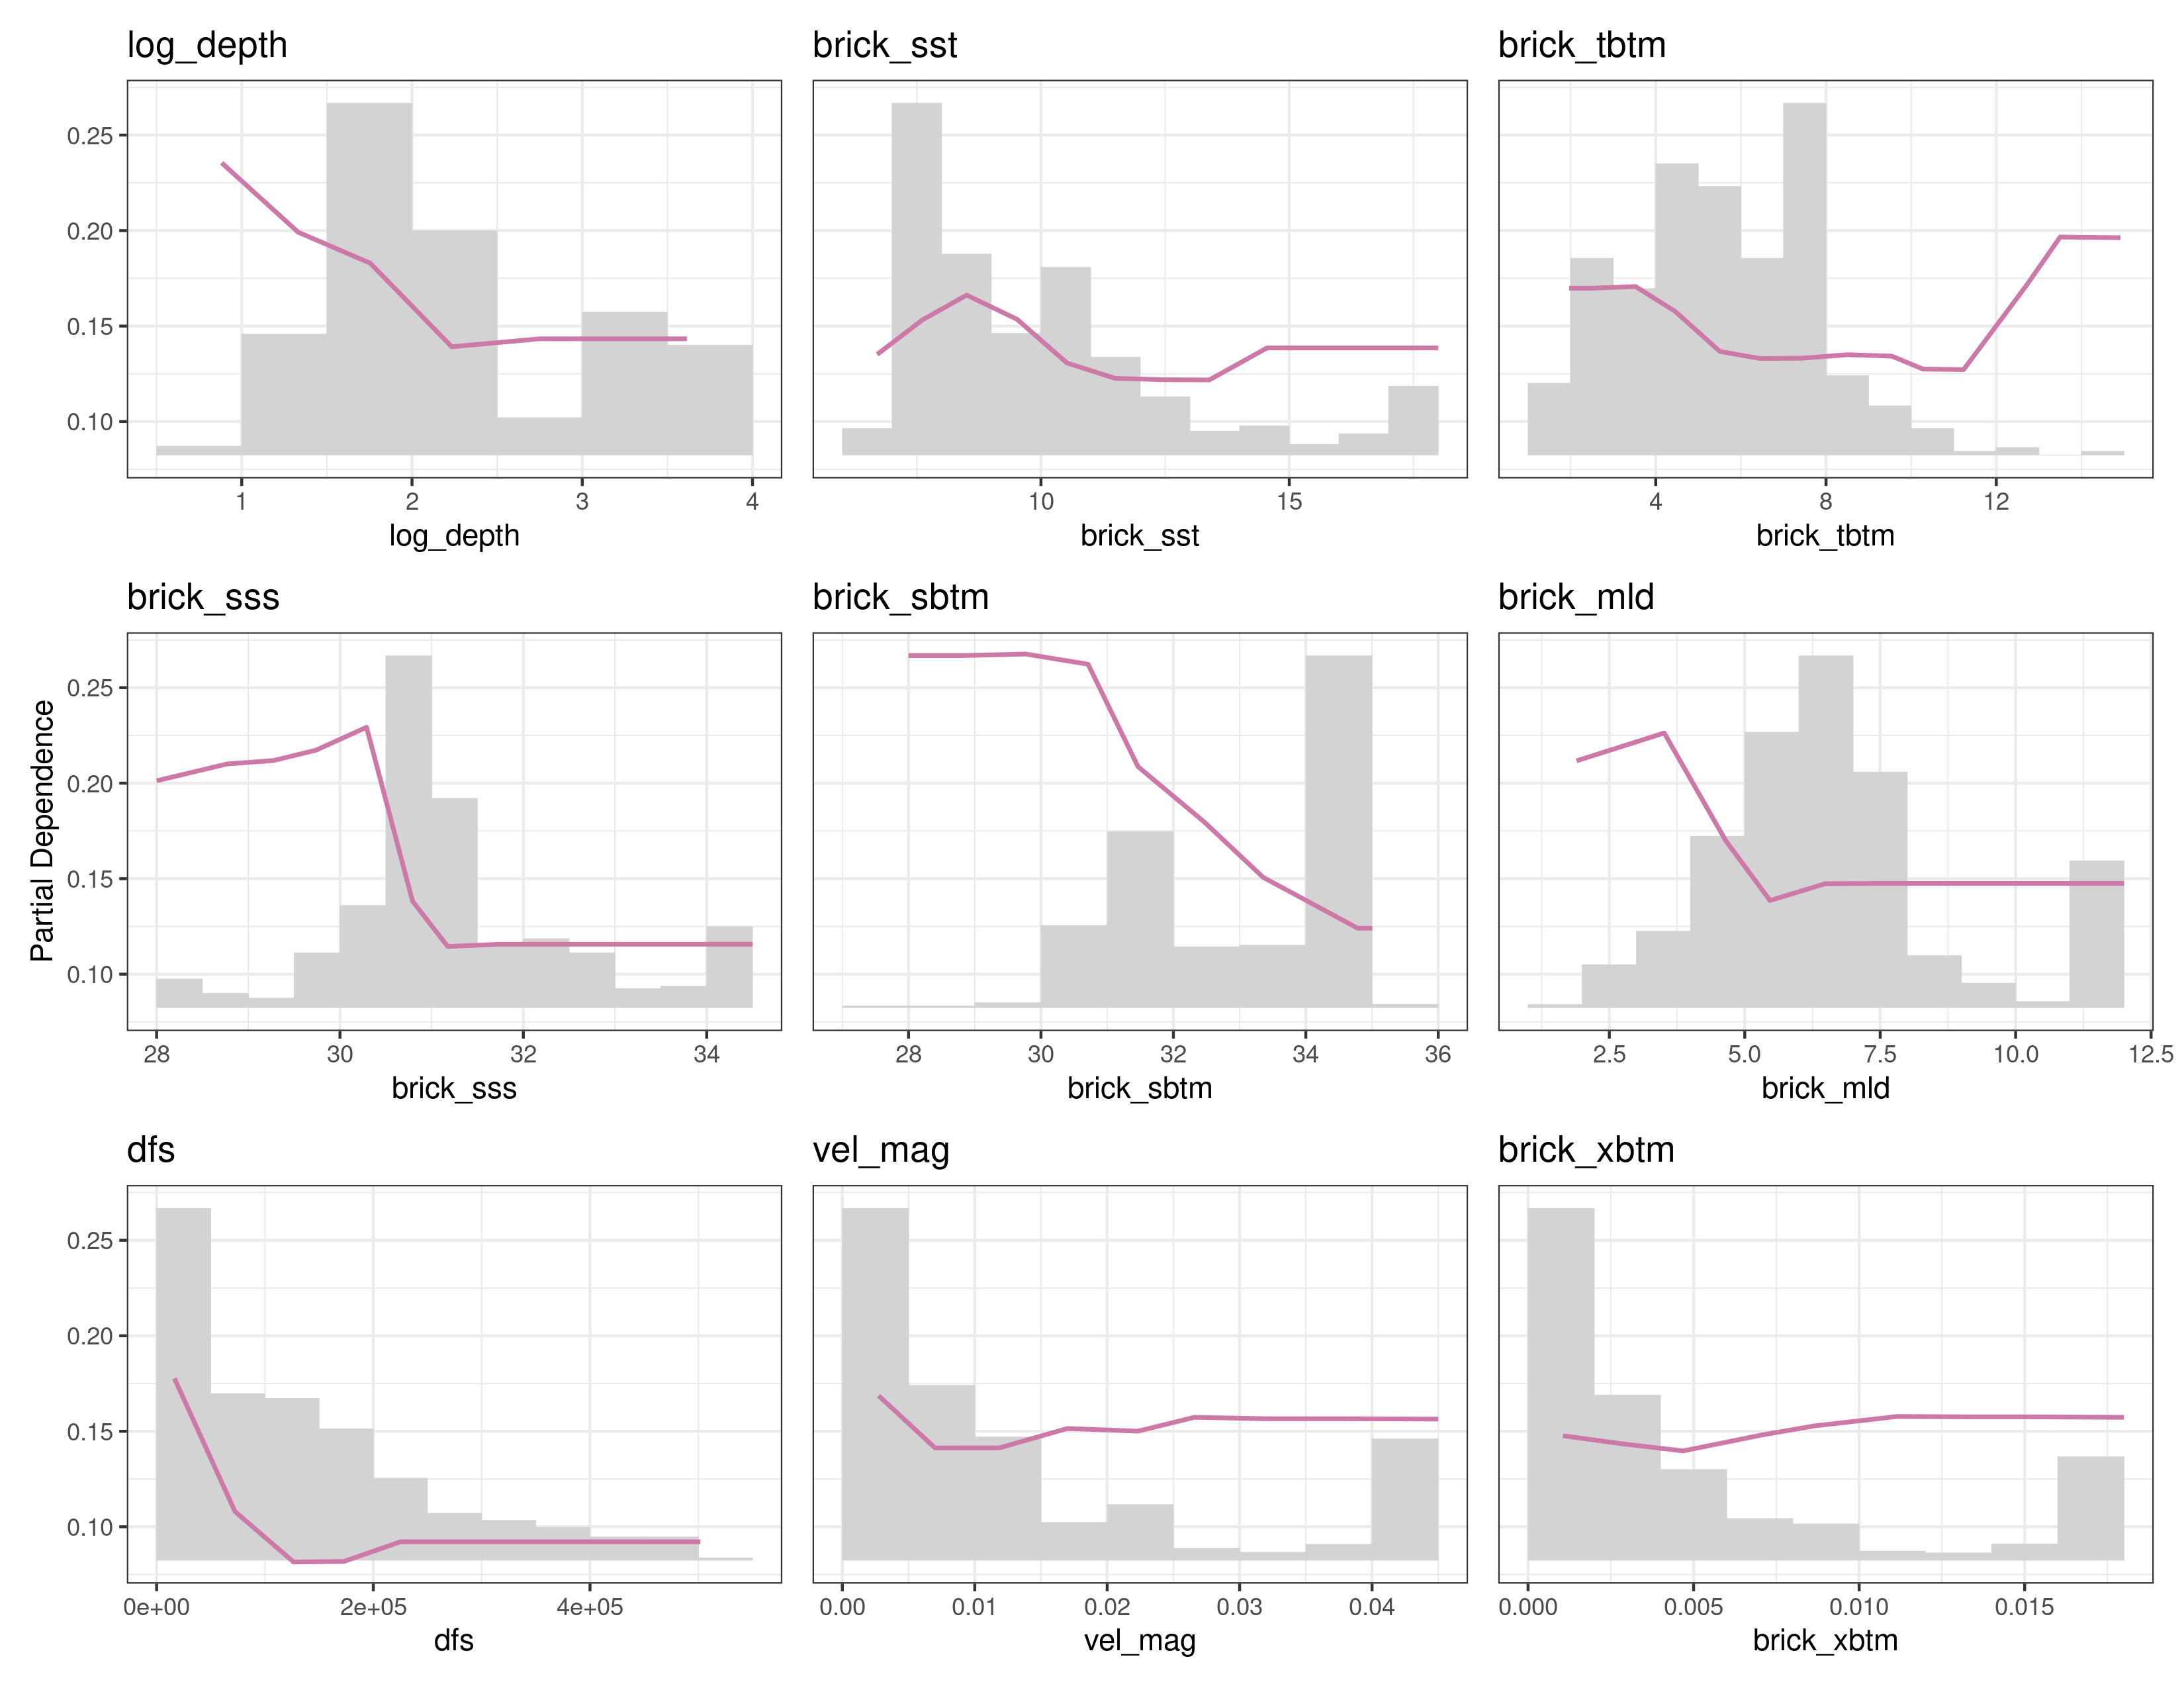 log_depth
brick_sst
brick_tbtm
0.25
0.20
0.15
0.10
1 2 3 4
10 15
4 8 12
log_depth
brick_sst
brick_tbtm
brick_sss
brick_sbtm
brick_mld
Partial Dependence
0.25
0.20
0.15
0.10
28 30 32 34
28 30 32 34 36
2.5 5.0 7.5 10.0 12.5
brick_sss
brick_sbtm
brick_mld
dfs
vel_mag
brick_xbtm
0.25
0.20
0.15
0.10
0e+00 2e+05 4e+05
0.00 0.01 0.02 0.03 0.04
0.000 0.005 0.010 0.015
dfs
vel_mag
brick_xbtm